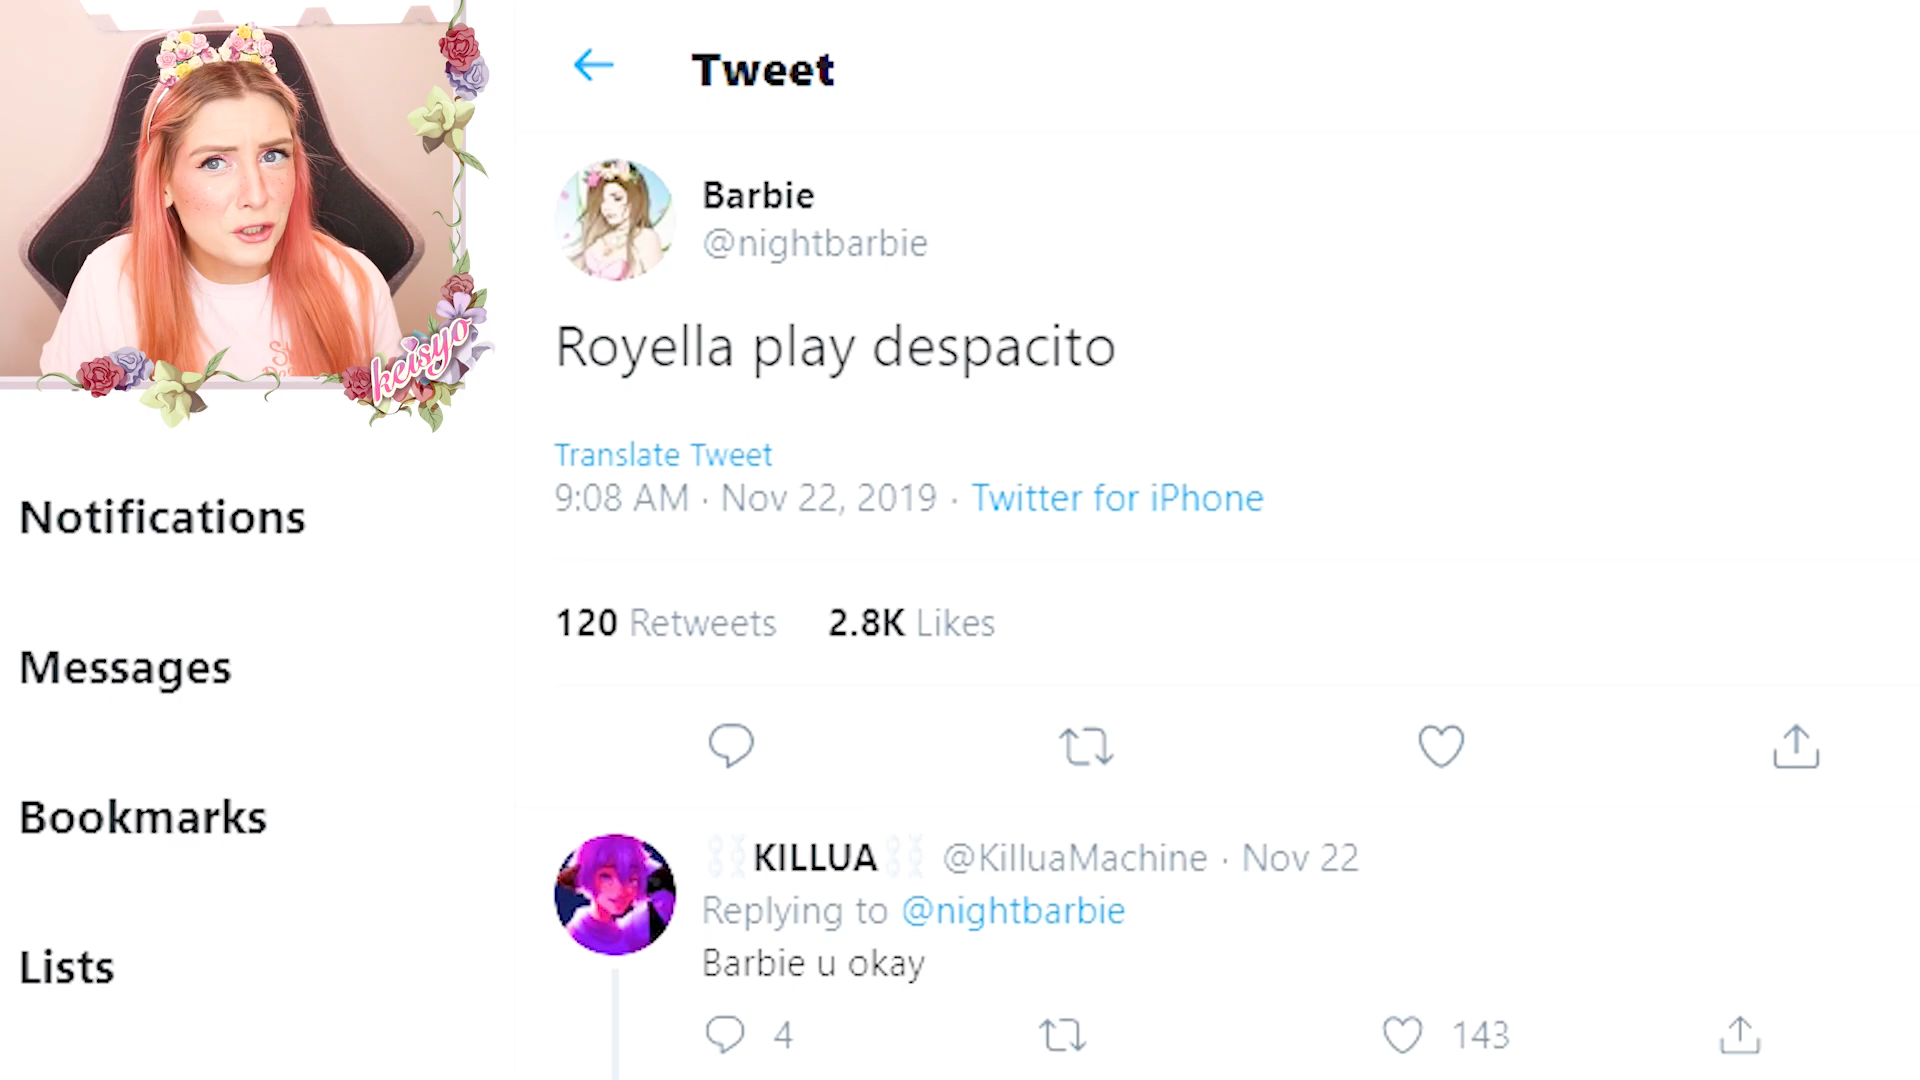 Tweet
Barbie
@nightbarbie
Royella play despacito
Translate Tweet
9:08 AM · Nov 22, 2019 · Twitter for iPhone
120 Retweets 2.8K Likes
KILLUA @KilluaMachine · Nov 22
Replying to @nightbarbie
Barbie u okay
4 143
keisyo
Notifications
Messages
Bookmarks
Lists